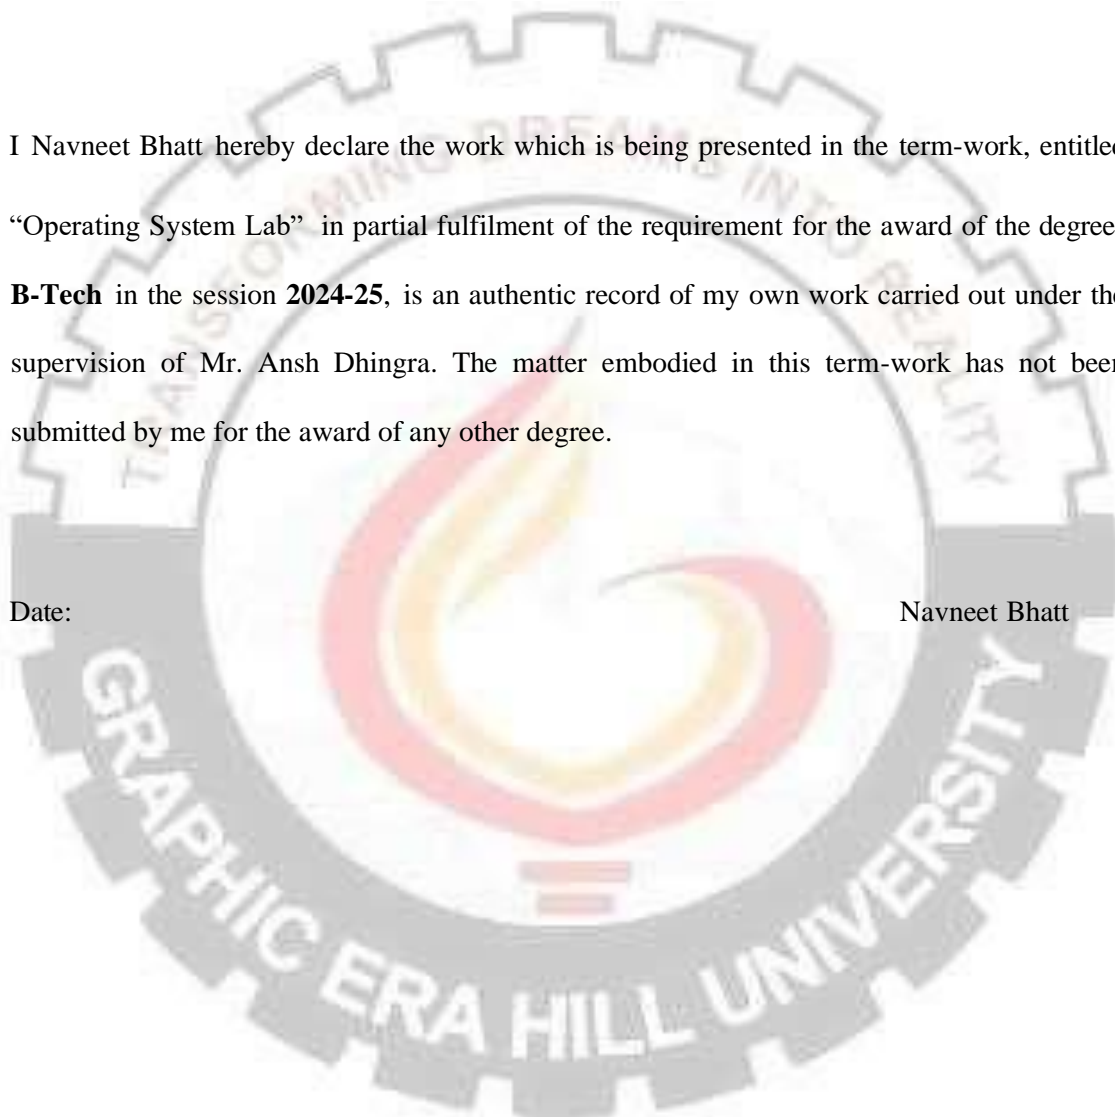 TRANSFORMING DREAMS INTO REALITY
I Navneet Bhatt hereby declare the work which is being presented in the term-work, entitled
“Operating System Lab” in partial fulfilment of the requirement for the award of the degree
B-Tech in the session 2024-25, is an authentic record of my own work carried out under the
supervision of Mr. Ansh Dhingra. The matter embodied in this term-work has not been
submitted by me for the award of any other degree.
Date: Navneet Bhatt
GRAPHIC ERA HILL UNIVERSITY